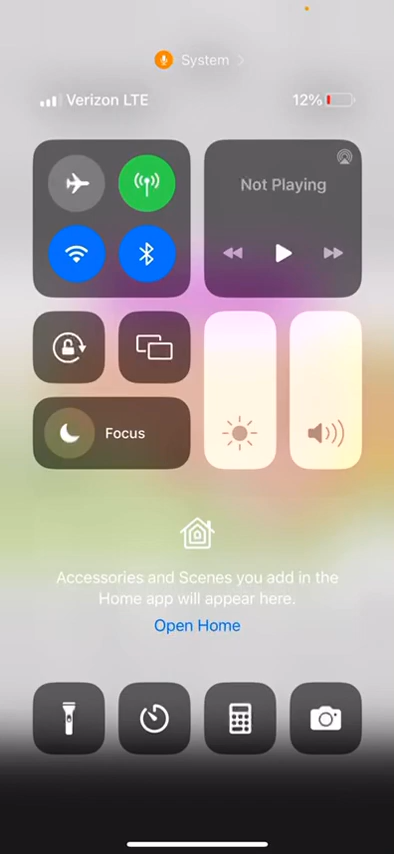 System
Verizon LTE
12%
Not Playing
Focus
Accessories and Scenes you add in the
Home app will appear here.
Open Home